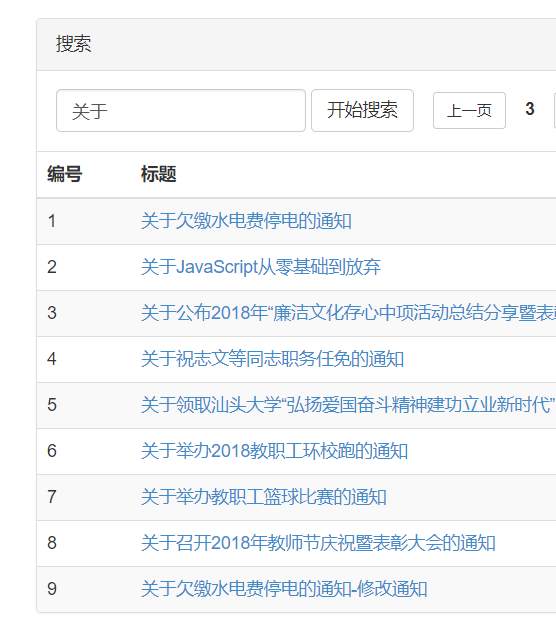 搜索
关于 开始搜索 上一页 3
编号 标题
1 关于欠缴水电费停电的通知
2 关于JavaScript从零基础到放弃
3 关于公布2018年“廉洁文化存心中项活动总结分享暨表
4 关于祝志文等同志职务任免的通知
5 关于领取汕头大学“弘扬爱国奋斗精神建功立业新时代”
6 关于举办2018教职工环校跑的通知
7 关于举办教职工篮球比赛的通知
8 关于召开2018年教师节庆祝暨表彰大会的通知
9 关于欠缴水电费停电的通知-修改通知